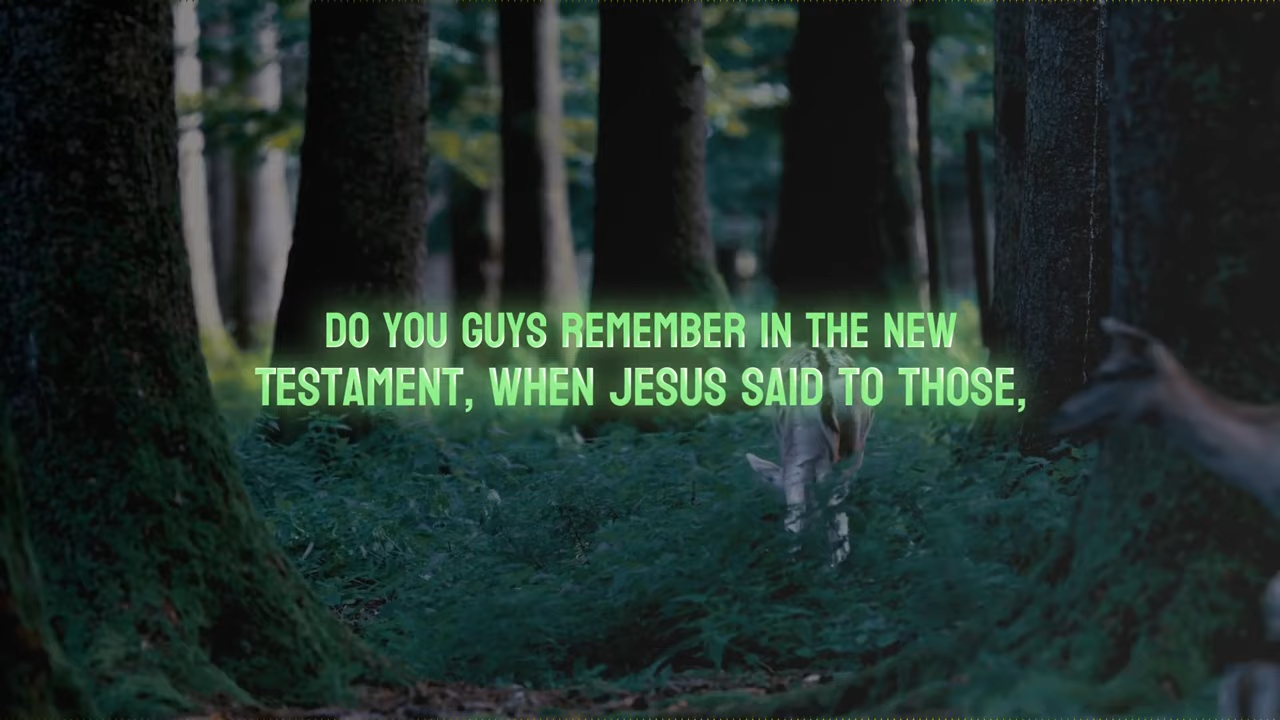 DO YOU GUYS REMEMBER IN THE NEW
TESTAMENT, WHEN JESUS SAID TO THOSE,